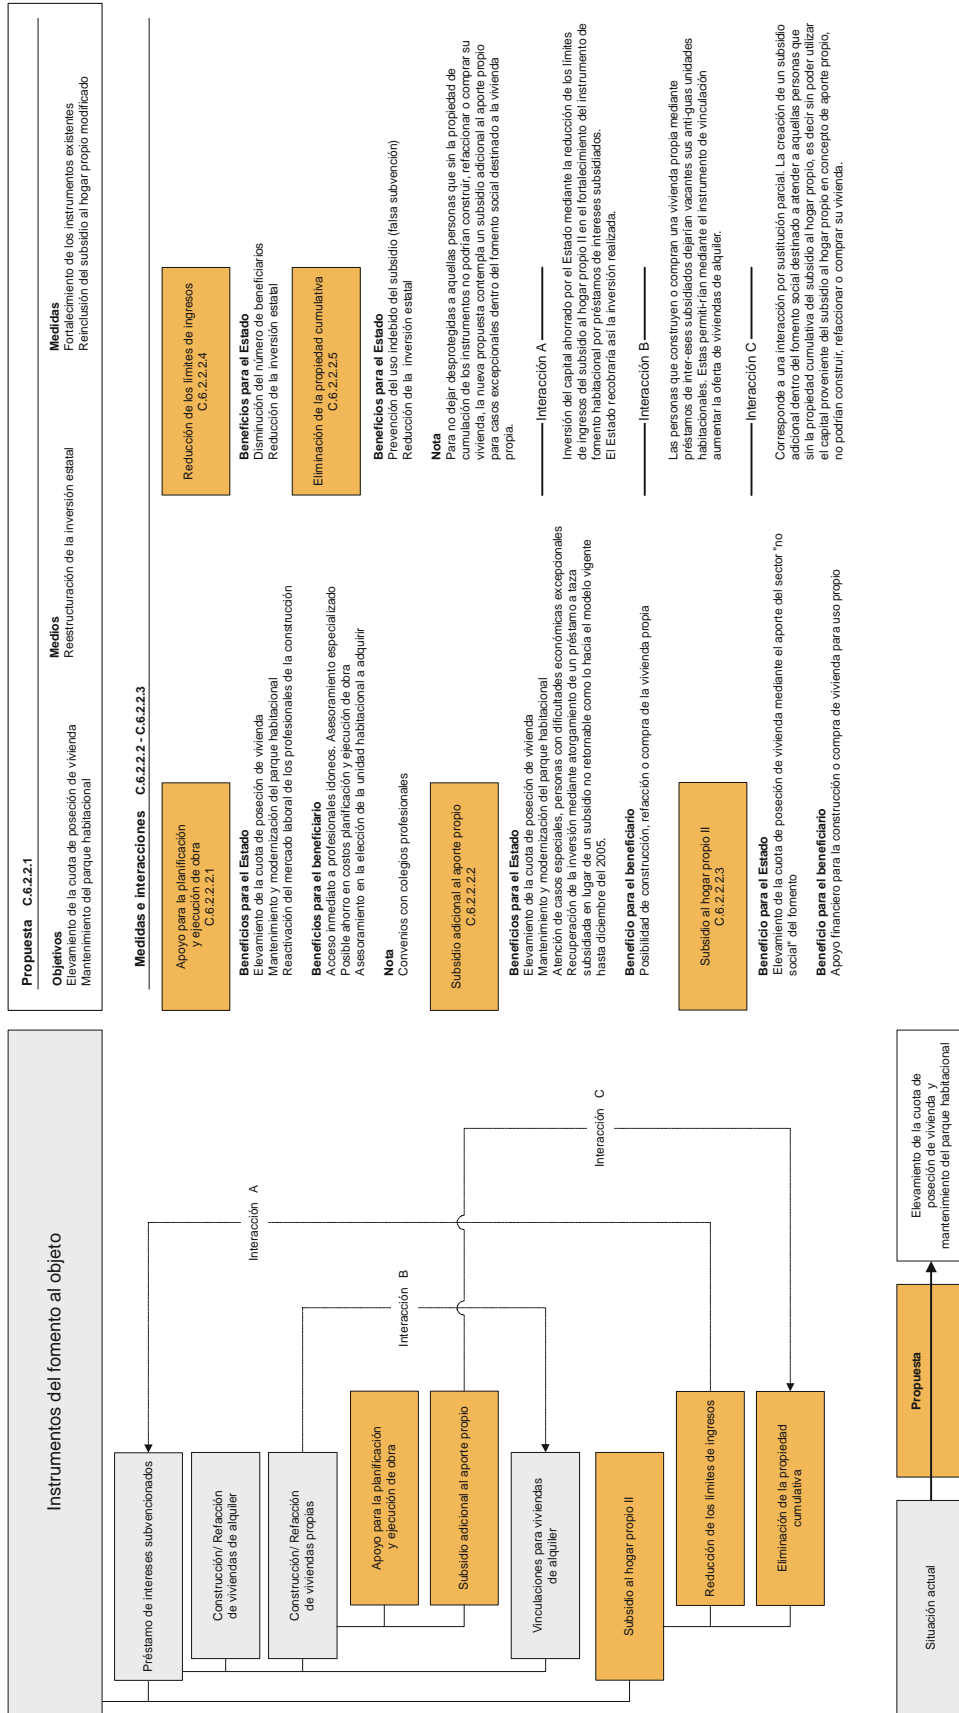 Instrumentos del fomento al objeto
Préstamo de intereses subvencionados
Construcción/ Refacción
de viviendas de alquiler
Construcción/ Refacción
de viviendas propias
Apoyo para la planificación
y ejecución de obra
Subsidio adicional al aporte propio
Vinculaciones para viviendas
de alquiler
Subsidio al hogar propio II
Reducción de los límites de ingresos
Eliminación de la propiedad
cumulativa
Interacción A
Interacción B
Interacción C
Situación actual
Propuesta
Elevamiento de la cuota de
poseción de vivienda y
mantenimiento del parque habitacional
Propuesta C.6.2.2.1
Objetivos
Elevamiento de la cuota de poseción de vivienda
Mantenimiento del parque habitacional
Medios
Reestructuración de la inversión estatal
Medidas
Fortalecimiento de los instrumentos existentes
Reinclusión del subsidio al hogar propio modificado
Medidas e interacciones C.6.2.2.2 - C.6.2.2.3
Apoyo para la planificación
y ejecución de obra
C.6.2.2.2.1
Beneficios para el Estado
Elevamiento de la cuota de poseción de vivienda
Mantenimiento y modernización del parque habitacional
Reactivación del mercado laboral de los profesionales de la construcción
Beneficios para el beneficiario
Acceso inmediato a profesionales idoneos. Asesoramiento especializado
Posible ahorro en costos planificación y ejecución de obra
Asesoramiento en la elección de la unidad habitacional a adquirir
Nota
Convenios con colegios profesionales
Subsidio adicional al aporte propio
C.6.2.2.2.2
Beneficios para el Estado
Elevamiento de la cuota de poseción de vivienda
Mantenimiento y modernización del parque habitacional
Atención de casos especiales, personas con dificultades económicas excepcionales
Recuperación de la inversión mediante atorgamiento de un préstamo a taza
subsidiada en lugar de un subsidio no retornable como lo hacía el modelo vigente
hasta diciembre del 2005.
Beneficio para el beneficiario
Posibilidad de construcción, refacción o compra de la vivienda propia
Subsidio al hogar propio II
C.6.2.2.2.3
Beneficio para el Estado
Elevamiento de la cuota de poseción de vivienda mediante el aporte del sector "no
social" del fomento
Beneficio para el beneficiario
Apoyo financiero para la construcción o compra de vivienda para uso propio
Reducción de los límites de ingresos
C.6.2.2.2.4
Beneficios para el Estado
Disminución del número de beneficiarios
Reducción de la inversión estatal
Eliminación de la propiedad cumulativa
C.6.2.2.2.5
Beneficios para el Estado
Prevención del uso indebido del subsidio (falsa subvención)
Reducción de la inversión estatal
Nota
Para no dejar desprotegidas a aquellas personas que sin la propiedad de
cumulación de los instrumentos no podrían construir, refaccionar o comprar su
vivienda, la nueva propuesta contempla un subsidio adicional al aporte propio
para casos excepcionales dentro del fomento social destinado a la vivienda
propia.
Interacción A
Inversión del capital ahorrado por el Estado mediante la reducción de los límites
de ingresos del subsidio al hogar propio II en el fortalecimiento del instrumento de
fomento habitacional por préstamos de intereses subsidiados.
El Estado recobraría así la inversión realizada.
Interacción B
Las personas que construyen o compran una vivienda propia mediante
préstamos de inter-eses subsidiados dejarían vacantes sus anti-guas unidades
habitacionales. Estas permiti-rían mediante el instrumento de vinculación
aumentar la oferta de viviendas de alquiler.
Interacción C
Corresponde a una interacción por sustitución parcial. La creación de un subsidio
adicional dentro del fomento social destinado a atender a aquellas personas que
sin la propiedad cumulativa del subsidio al hogar propio, es decir sin poder utilizar
el capital proveniente del subsidio al hogar propio en concepto de aporte propio,
no podrían construir, refaccionar o comprar su vivienda.